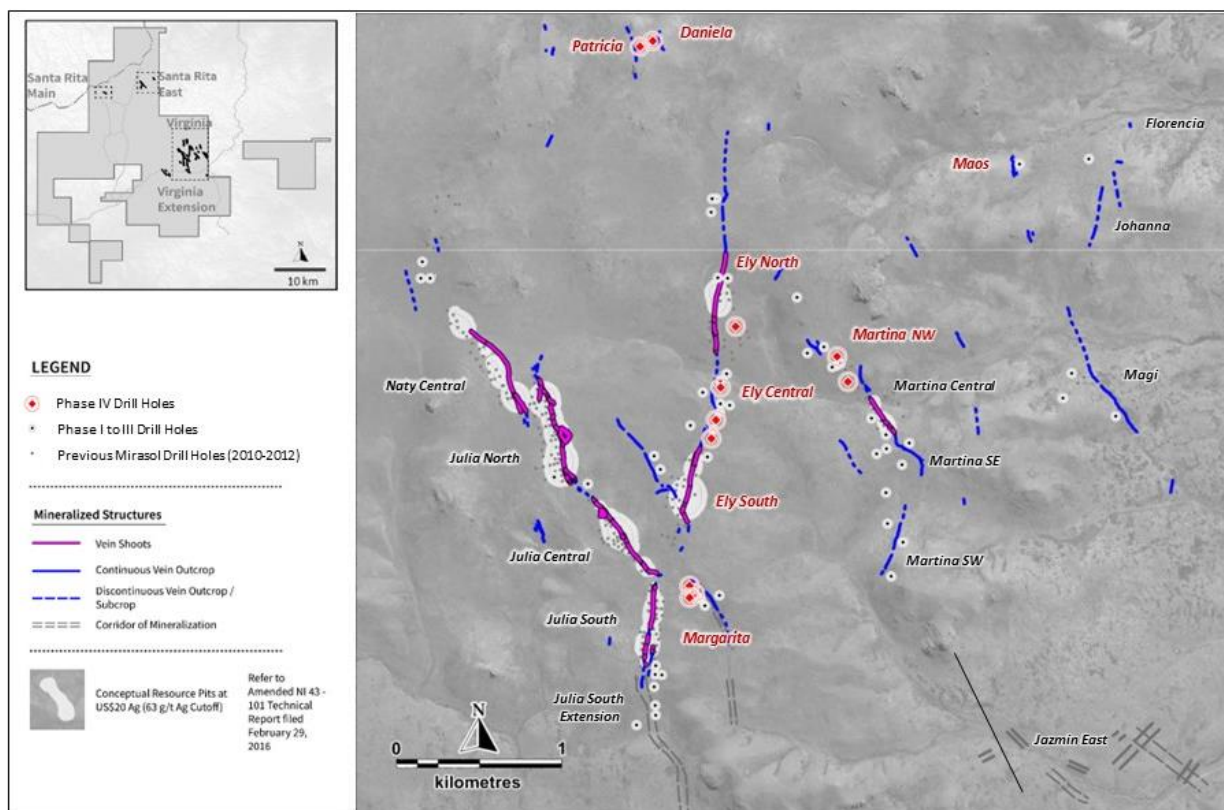 Santa Rita
Main
Santa Rita
East
Virginia
Virginia
Extension
N
10 km
LEGEND
Phase IV Drill Holes
Phase I to III Drill Holes
Previous Mirasol Drill Holes (2010-2012)
Mineralized Structures
Vein Shoots
Continuous Vein Outcrop
Discontinuous Vein Outcrop /
Subcrop
Corridor of Mineralization
Conceptual Resource Pits at
US$20 Ag (63 g/t Ag Cutoff)
Refer to
Amended NI 43 -
101 Technical
Report filed
February 29,
2016
Patricia
Daniela
Florencia
Maos
Johanna
Ely North
Martina NW
Naty Central
Ely Central
Martina Central
Magi
Julia North
Martina SE
Ely South
Julia Central
Martina SW
Julia South
Margarita
Julia South
Extension
Jazmin East
N
0 1
kilometres